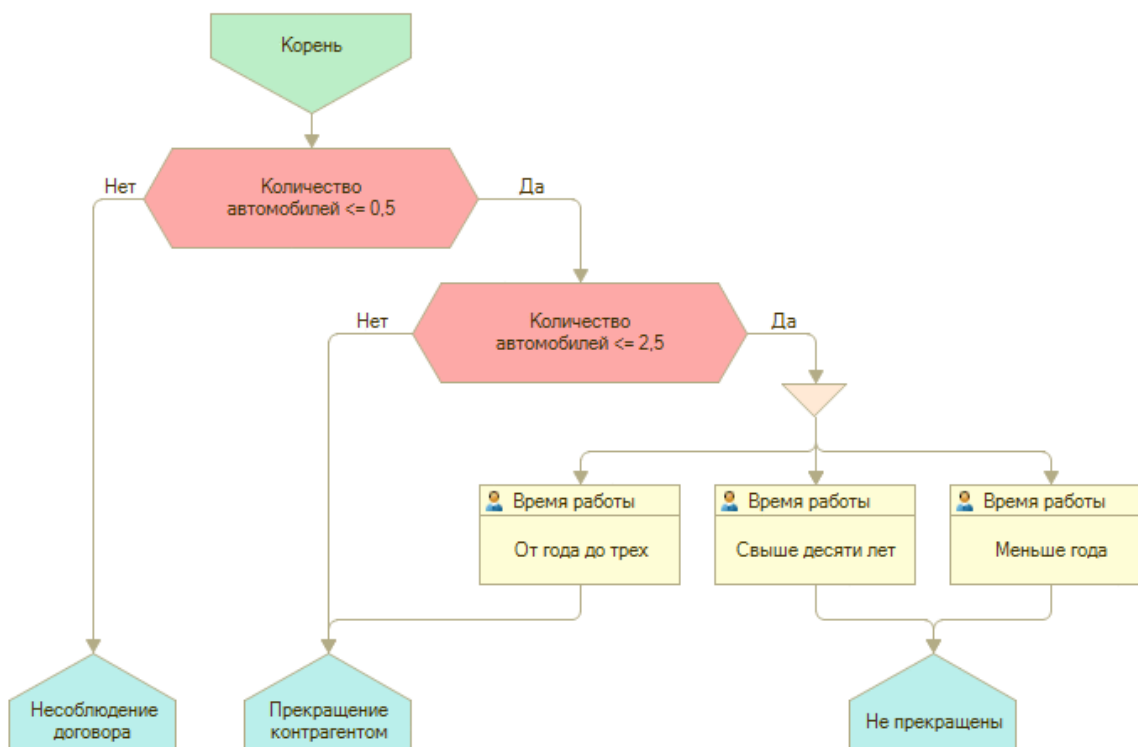 Корень
Нет
Количество
автомобилей <= 0,5
Да
Нет
Количество
автомобилей <= 2,5
Да
Время работы
От года до трех
Время работы
Свыше десяти лет
Время работы
Меньше года
Несоблюдение
договора
Прекращение
контрагентом
Не прекращены